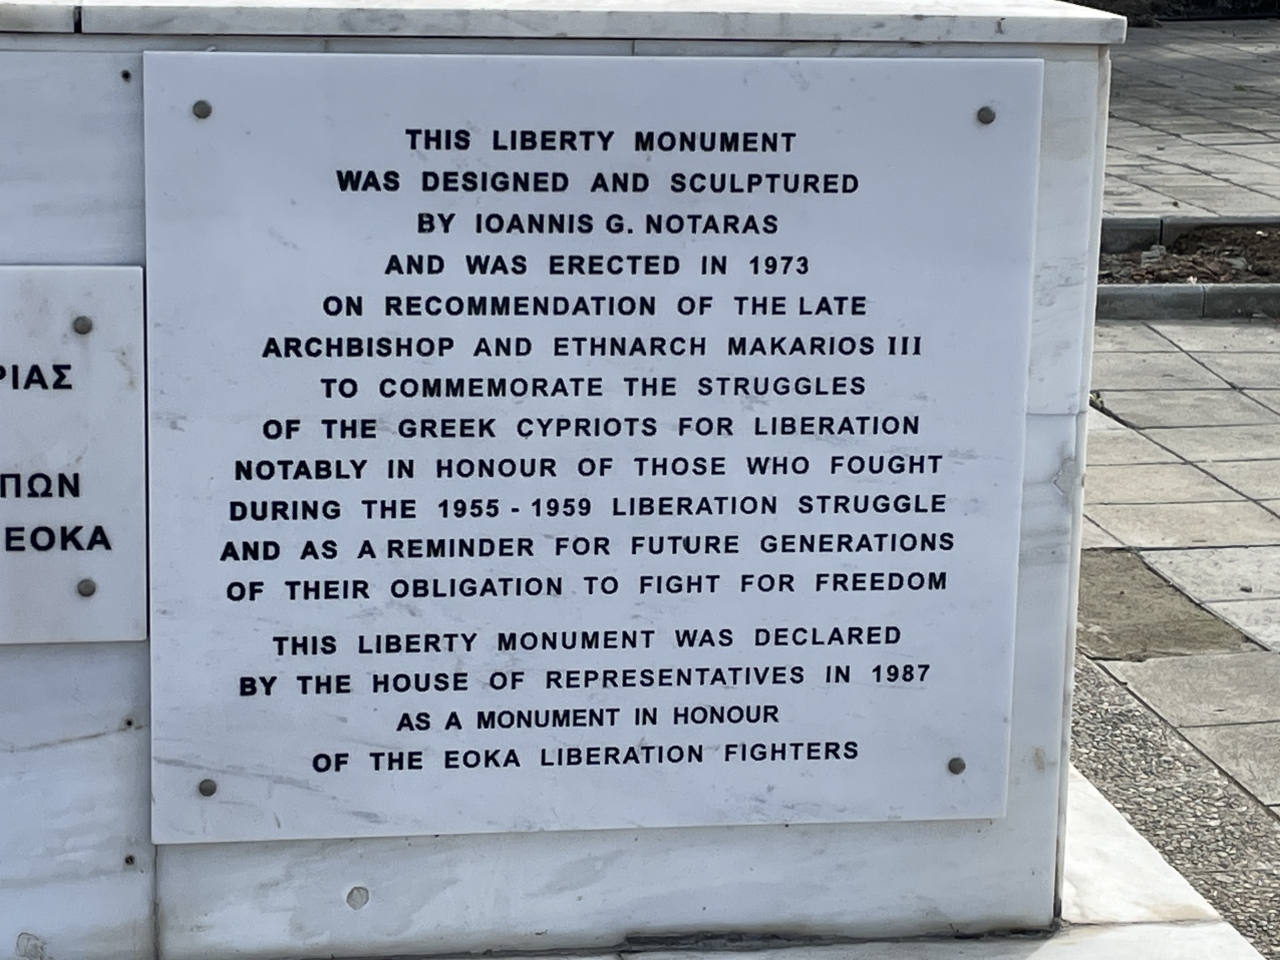 ΡΙΑΣ
ΠΩΝ
ΕΟΚΑ
THIS LIBERTY MONUMENT
WAS DESIGNED AND SCULPTURED
BY IOANNIS G. NOTARAS
AND WAS ERECTED IN 1973
ON RECOMMENDATION OF THE LATE
ARCHBISHOP AND ETHNARCH MAKARIOS III
TO COMMEMORATE THE STRUGGLES
OF THE GREEK CYPRIOTS FOR LIBERATION
NOTABLY IN HONOUR OF THOSE WHO FOUGHT
DURING THE 1955 - 1959 LIBERATION STRUGGLE
AND AS A REMINDER FOR FUTURE GENERATIONS
OF THEIR OBLIGATION TO FIGHT FOR FREEDOM
THIS LIBERTY MONUMENT WAS DECLARED
BY THE HOUSE OF REPRESENTATIVES IN 1987
AS A MONUMENT IN HONOUR
OF THE EOKA LIBERATION FIGHTERS